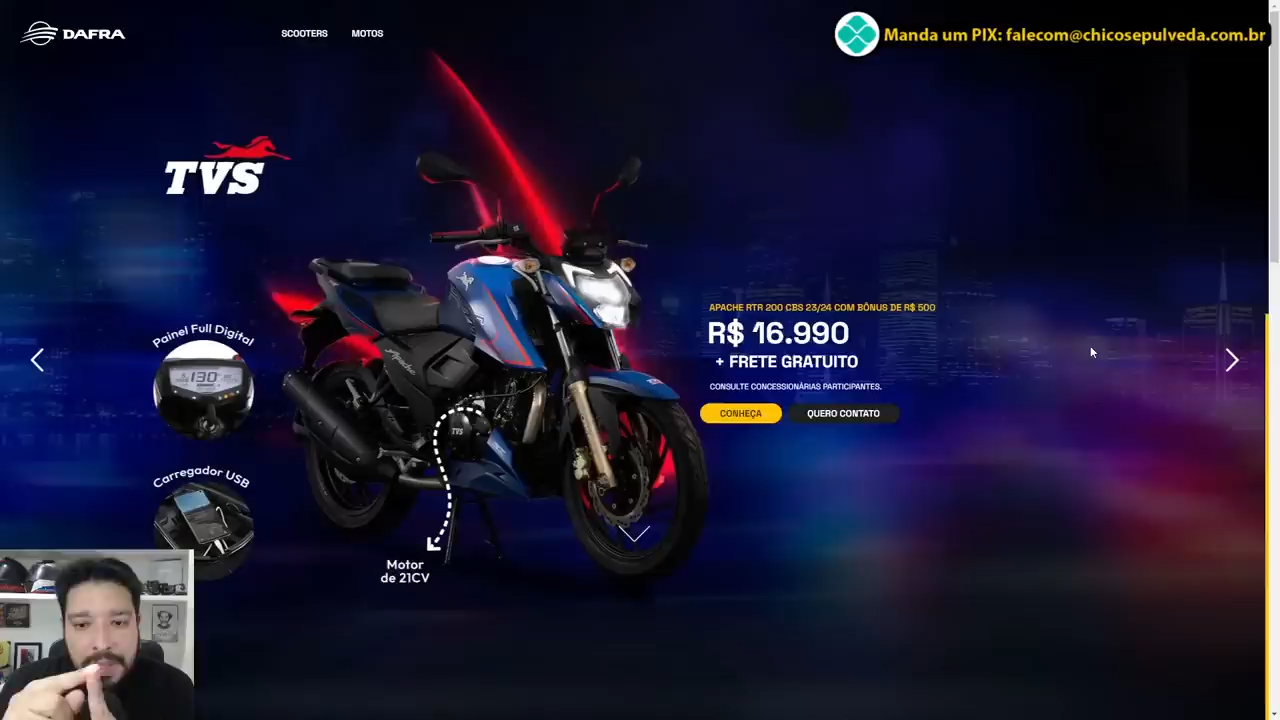 DAFRA
SCOOTERS
MOTOS
Manda um PIX: falecom@chicosepulveda.com.br
TVS
Painel Full Digital
130
APACHE RTR 200 CBS 23/24 COM BÔNUS DE R$ 500
R$ 16.990
+ FRETE GRATUITO
CONSULTE CONCESSIONÁRIAS PARTICIPANTES.
CONHEÇA
QUERO CONTATO
Apache
TVS
Carregador USB
Motor
de 21CV